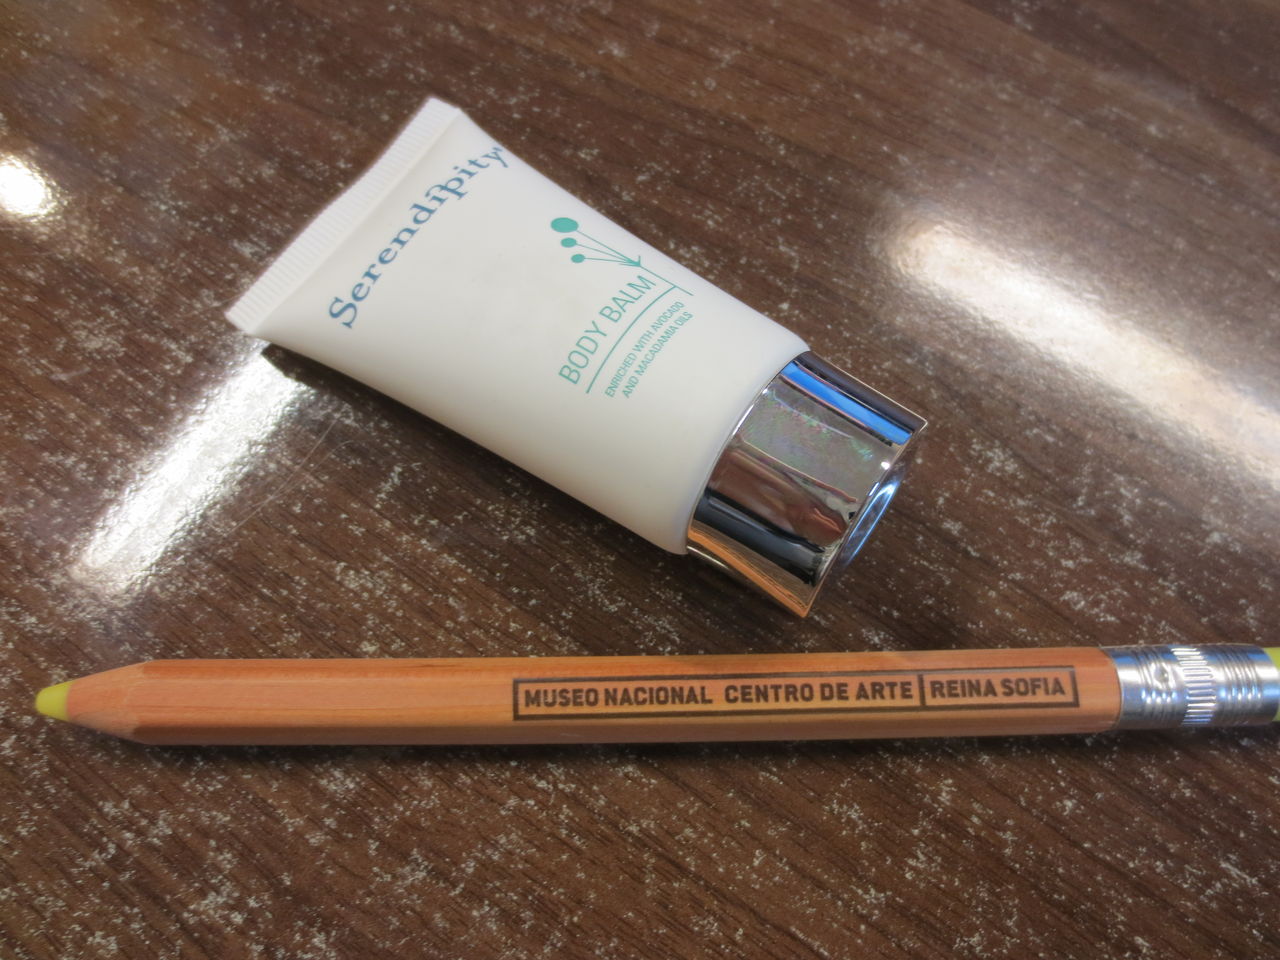 Serendipity
BODY BALM
ENRICHED WITH AVOCADO
AND MACADAMIA OILS
MUSEO NACIONAL CENTRO DE ARTE REINA SOFIA